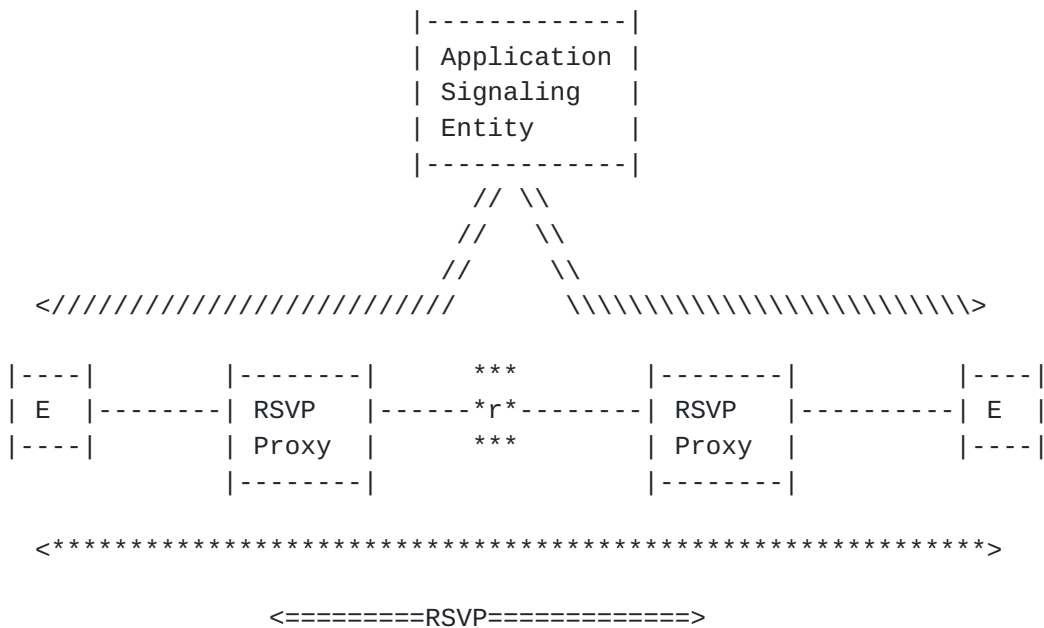 |-------------|
| Application |
| Signaling   |
| Entity      |
|-------------|
// \\
//   \\
//     \\
<//////////////////////////       \\\\\\\\\\\\\\\\\\\\\\\\\\>
|----|        |--------|      ***        |--------|          |----|
| E  |--------| RSVP   |------*r*--------| RSVP   |----------| E  |
|----|        | Proxy  |      ***        | Proxy  |          |----|
|--------|                 |--------|
<************************************************************>
<=========RSVP=============>